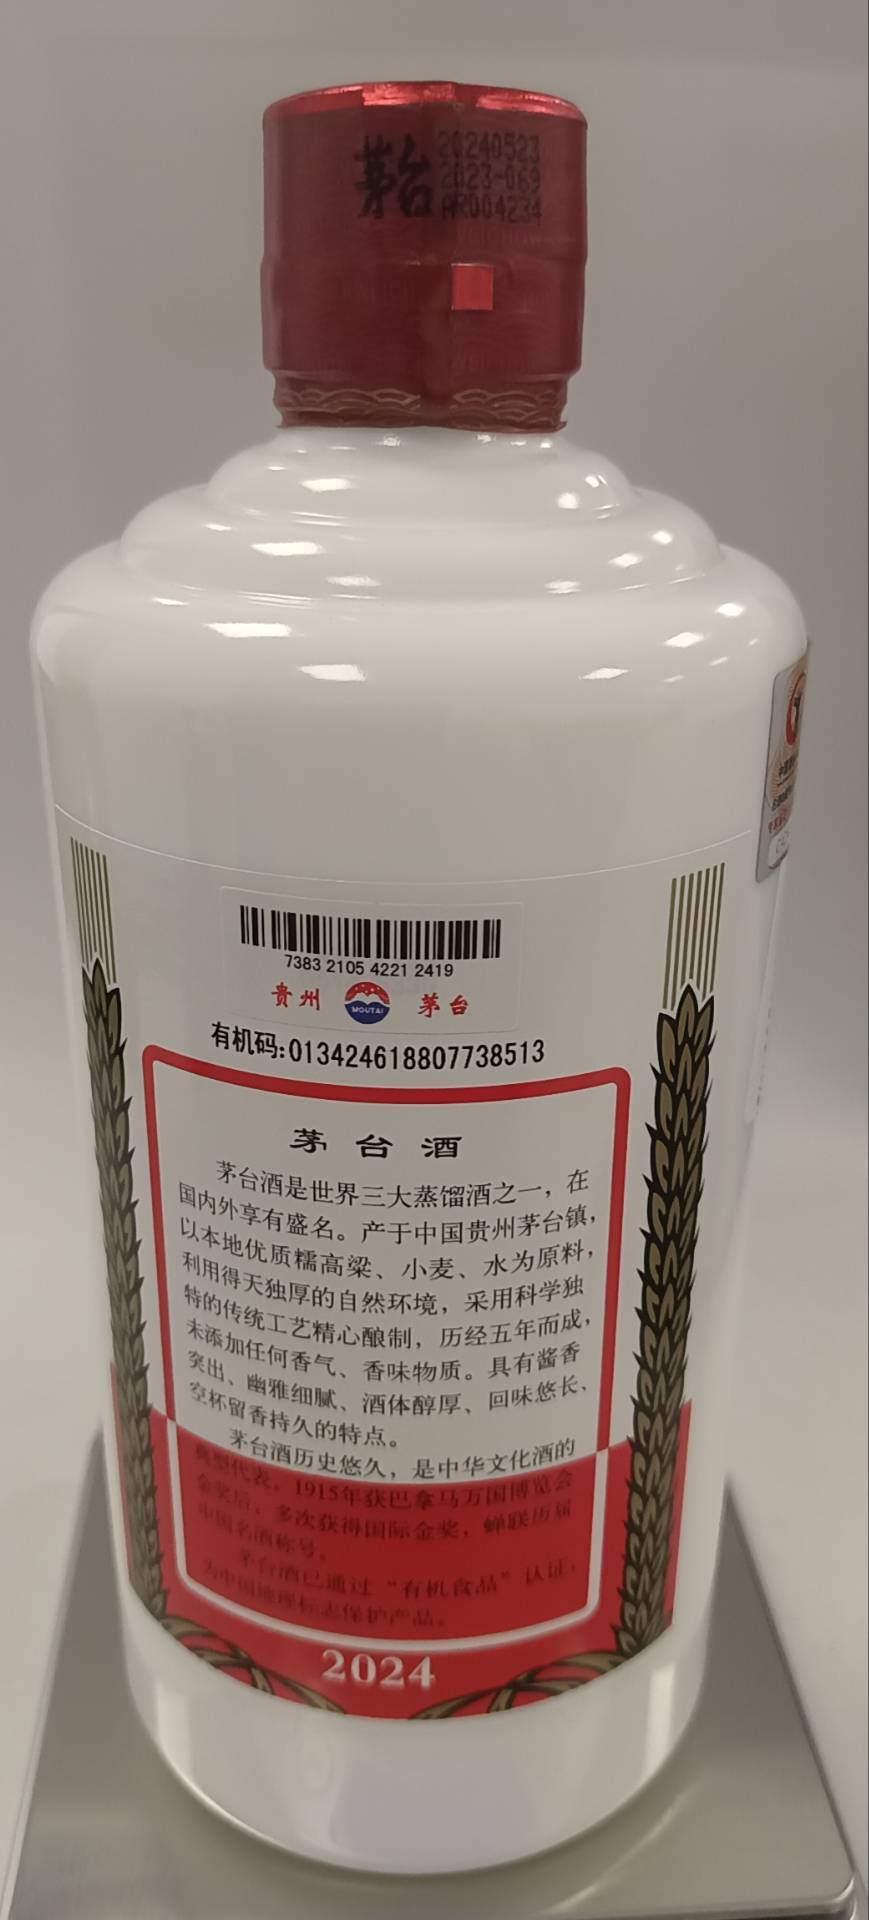 茅台
20240523
2023-069
AR004234
7383 2105 4221 2419
贵州 MOUTAI 茅台
有机码:013424618807738513
茅台酒
茅台酒是世界三大蒸馏酒之一，在
国内外享有盛名。产于中国贵州茅台镇，
以本地优质糯高粱、小麦、水为原料，
利用得天独厚的自然环境，采用科学独
特的传统工艺精心酿制，历经五年而成，
未添加任何香气、香味物质。具有酱香
突出、幽雅细腻、酒体醇厚、回味悠长、
空杯留香持久的特点。
茅台酒历史悠久，是中华文化酒的
典型代表。1915年获巴拿马万国博览会
金奖后，多次获得国际金奖，蝉联历届
中国名酒称号。
茅台酒已通过“有机食品”认证，
为中国地理标志保护产品。
2024